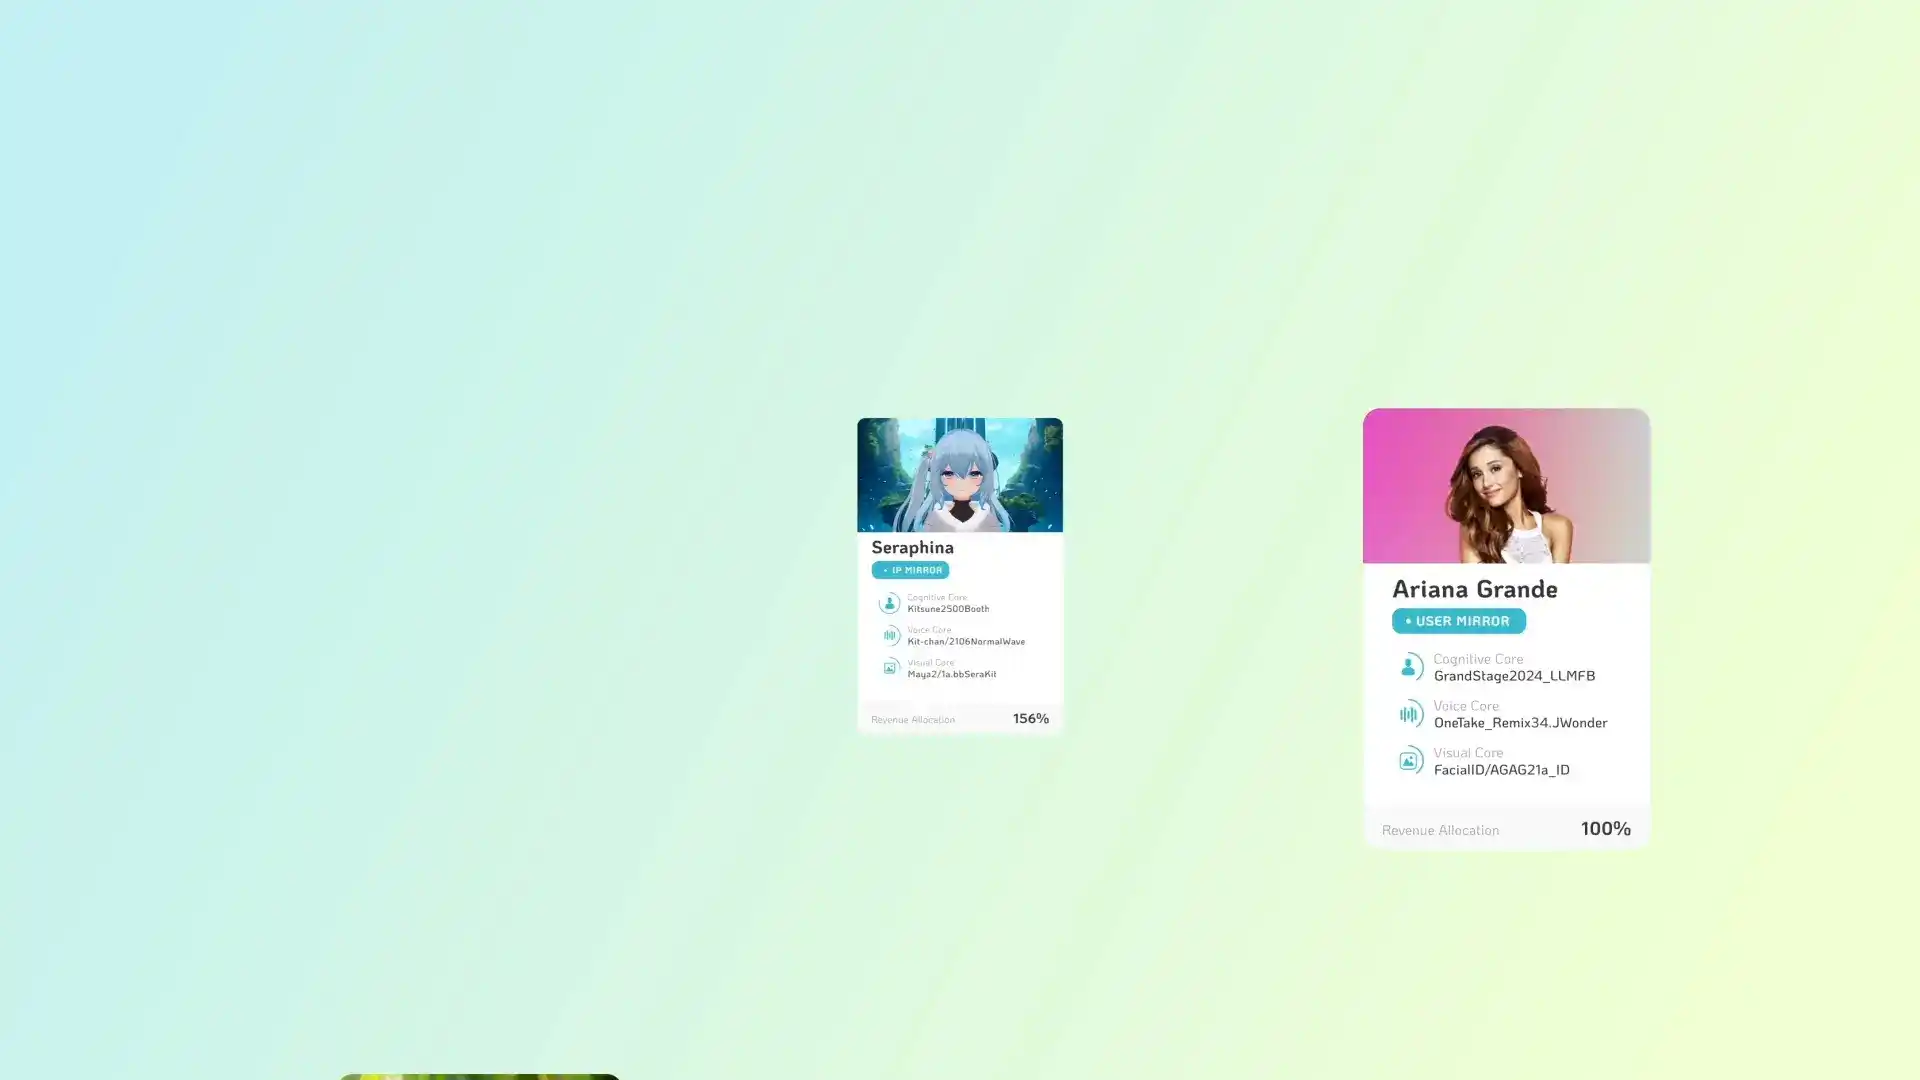 Seraphina
• IP MIRROR
Cognitive Core
Kitsune2500Booth
Voice Core
Kit-chan/2106NormalWave
Visual Core
Maya2/1a.bbSeraKit
Revenue Allocation
156%
Ariana Grande
• USER MIRROR
Cognitive Core
GrandStage2024_LLMFB
Voice Core
OneTake_Remix34.JWonder
Visual Core
FacialID/AGAG21a_ID
Revenue Allocation
100%